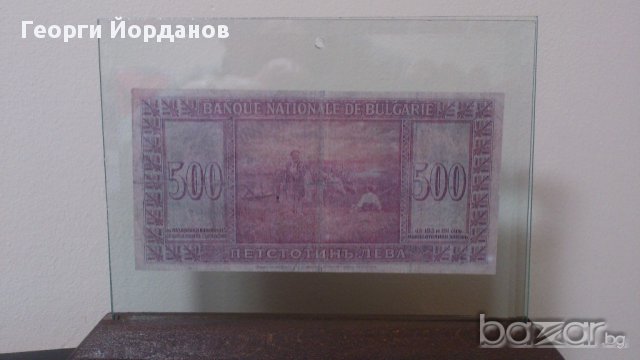 Георги Йорданов
BANQUE NATIONALE DE BULGARIE
500
500
ПЕТСТОТИНЪ ЛЕВА
bazar.bg